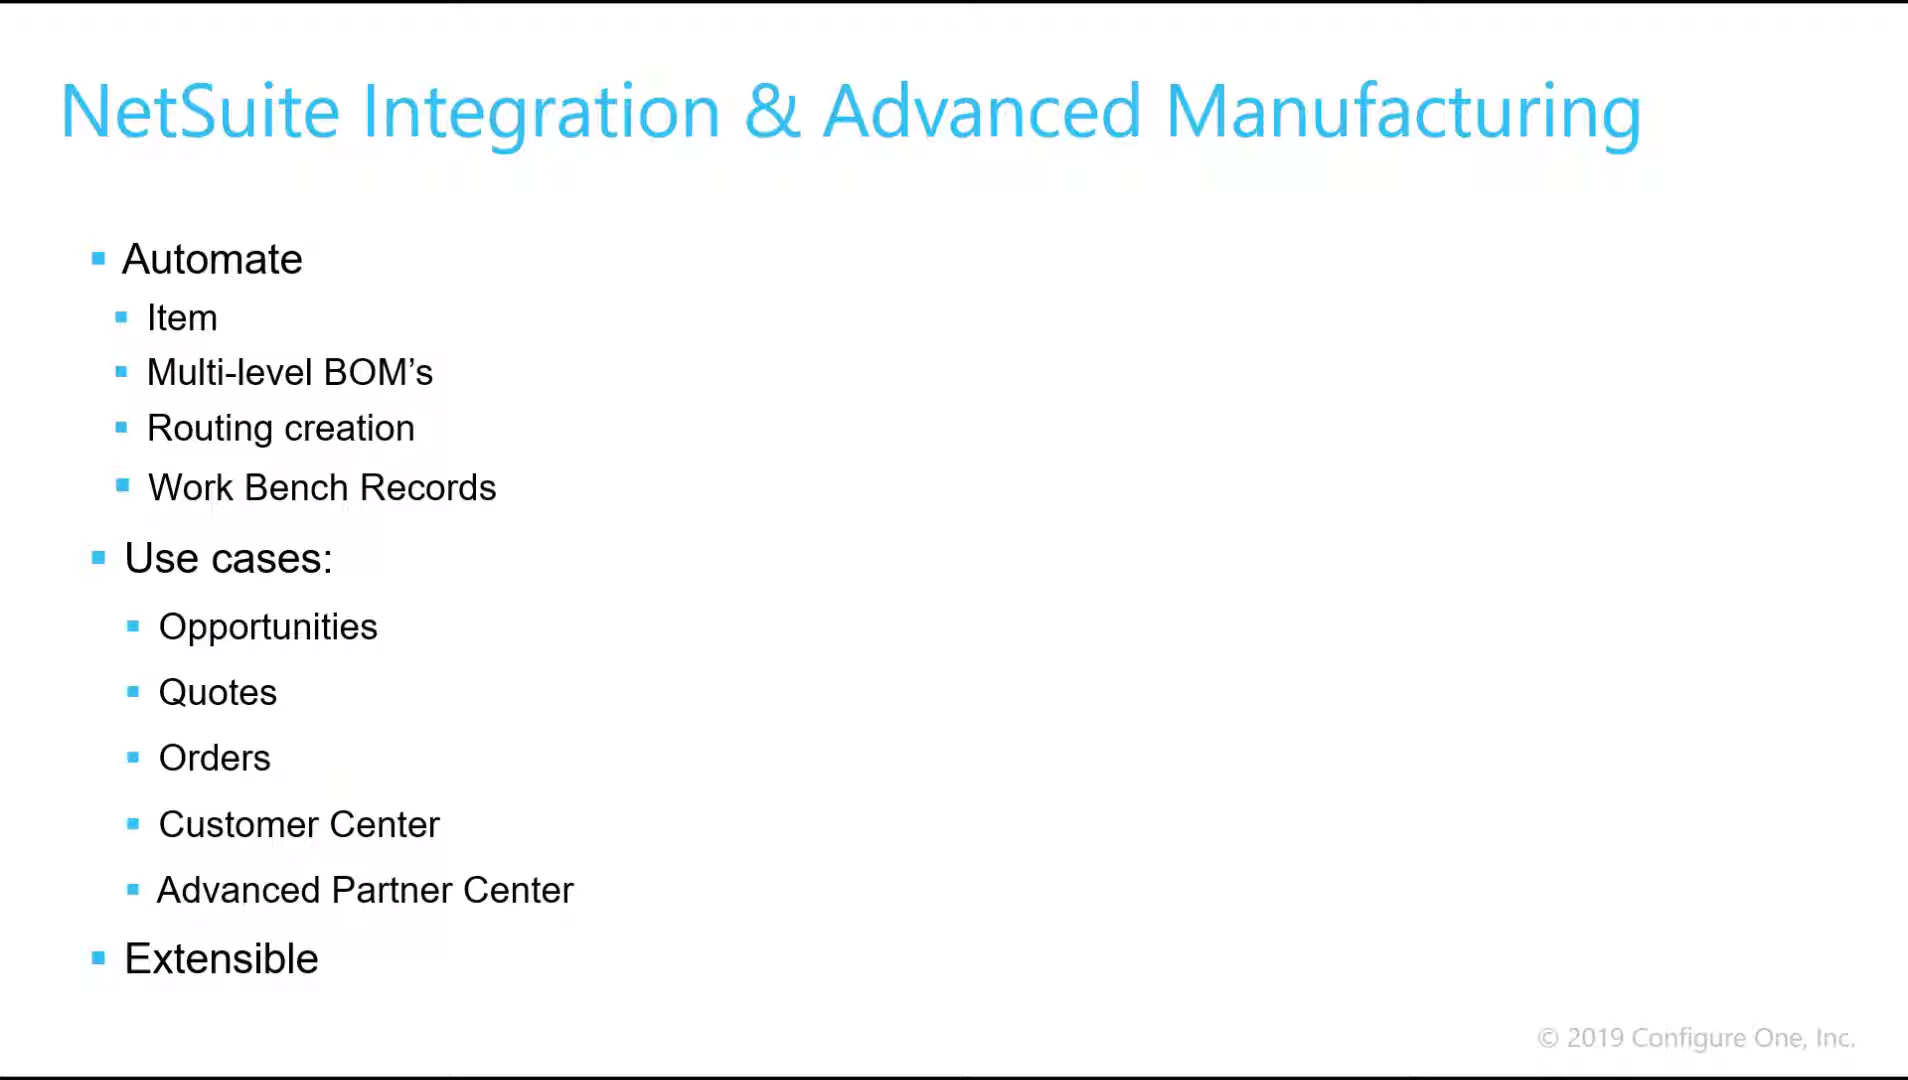 NetSuite Integration & Advanced Manufacturing
Automate
Item
Multi-level BOM’s
Routing creation
Work Bench Records
Use cases:
Opportunities
Quotes
Orders
Customer Center
Advanced Partner Center
Extensible
© 2019 Configure One, Inc.